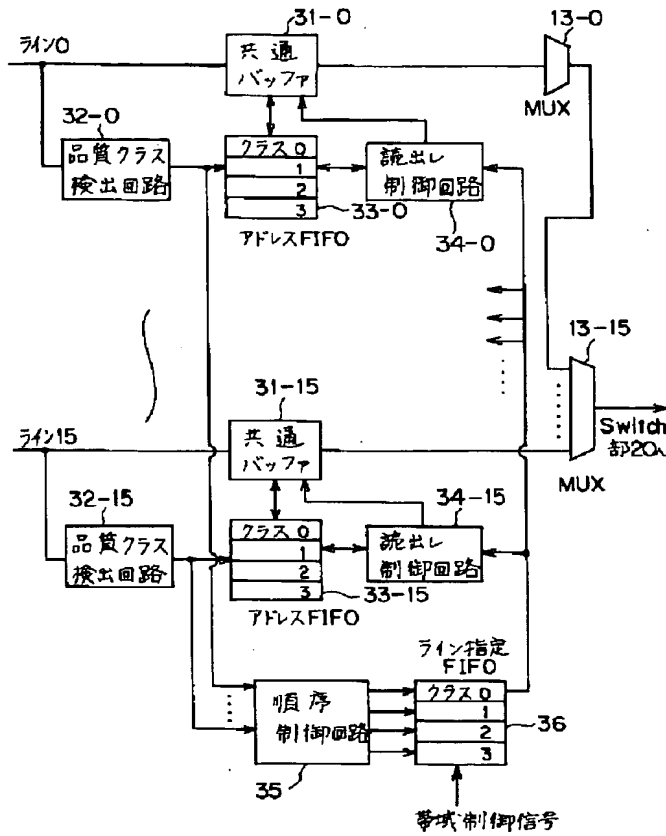 ライン0
31-0
共通
バッファ
13-0
MUX
32-0
品質クラス
検出回路
クラス 0
1
2
3
33-0
アドレスFIFO
読出し
制御回路
34-0
13-15
Switch
部20へ
MUX
ライン15
31-15
共通
バッファ
32-15
品質クラス
検出回路
クラス 0
1
2
3
33-15
アドレスFIFO
34-15
読出し
制御回路
ライン指定
FIFO
順序
制御回路
35
クラス 0
1
2
3
36
帯域制御信号